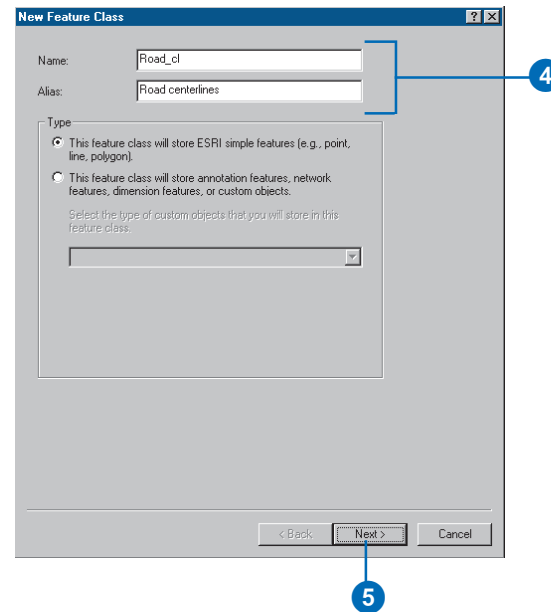 New Feature Class
Name:
Road_cl
Alias:
Road centerlines
4
Type
This feature class will store ESRI simple features (e.g., point,
line, polygon).
This feature class will store annotation features, network
features, dimension features, or custom objects.
Select the type of custom objects that you will store in this
feature class.
< Back
Next >
Cancel
5